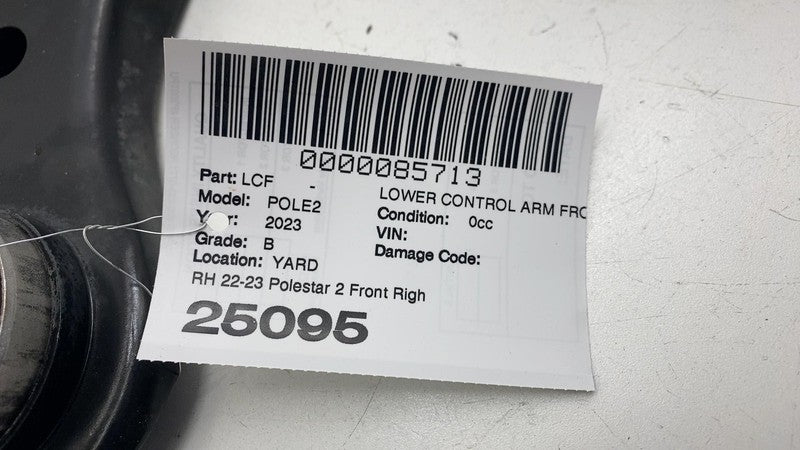 0000085713
Part: LCF - LOWER CONTROL ARM FRO
Model: POLE2 Condition: 0cc
Year: 2023 VIN:
Grade: B Damage Code:
Location: YARD
RH 22-23 Polestar 2 Front Righ
25095